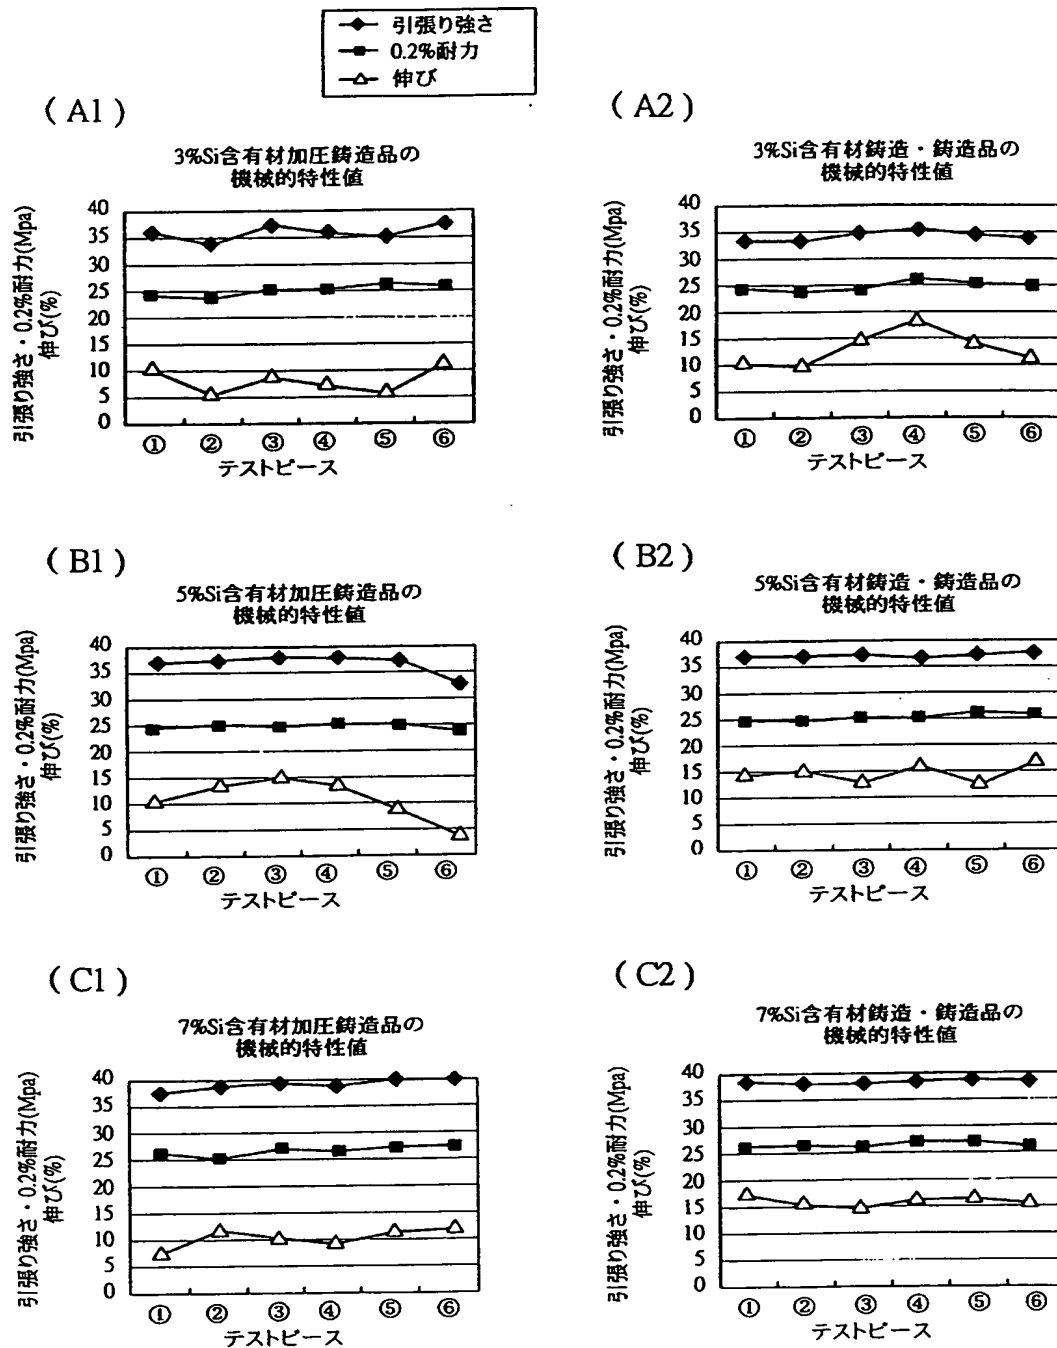 引張り強さ
0.2%耐力
伸び
(A1)
3%Si含有材加圧鋳造品の
機械的特性値
引張り強さ・0.2%耐力(Mpa)
伸び(%)
40
35
30
25
20
15
10
5
0
① ② ③ ④ ⑤ ⑥
テストピース
(A2)
3%Si含有材鋳造・鋳造品の
機械的特性値
引張り強さ・0.2%耐力(Mpa)
伸び(%)
40
35
30
25
20
15
10
5
0
① ② ③ ④ ⑤ ⑥
テストピース
(B1)
5%Si含有材加圧鋳造品の
機械的特性値
引張り強さ・0.2%耐力(Mpa)
伸び(%)
40
35
30
25
20
15
10
5
0
① ② ③ ④ ⑤ ⑥
テストピース
(B2)
5%Si含有材鋳造・鋳造品の
機械的特性値
引張り強さ・0.2%耐力(Mpa)
伸び(%)
40
35
30
25
20
15
10
5
0
① ② ③ ④ ⑤ ⑥
テストピース
(C1)
7%Si含有材加圧鋳造品の
機械的特性値
引張り強さ・0.2%耐力(Mpa)
伸び(%)
40
35
30
25
20
15
10
5
0
① ② ③ ④ ⑤ ⑥
テストピース
(C2)
7%Si含有材鋳造・鋳造品の
機械的特性値
引張り強さ・0.2%耐力(Mpa)
伸び(%)
40
35
30
25
20
15
10
5
0
① ② ③ ④ ⑤ ⑥
テストピース